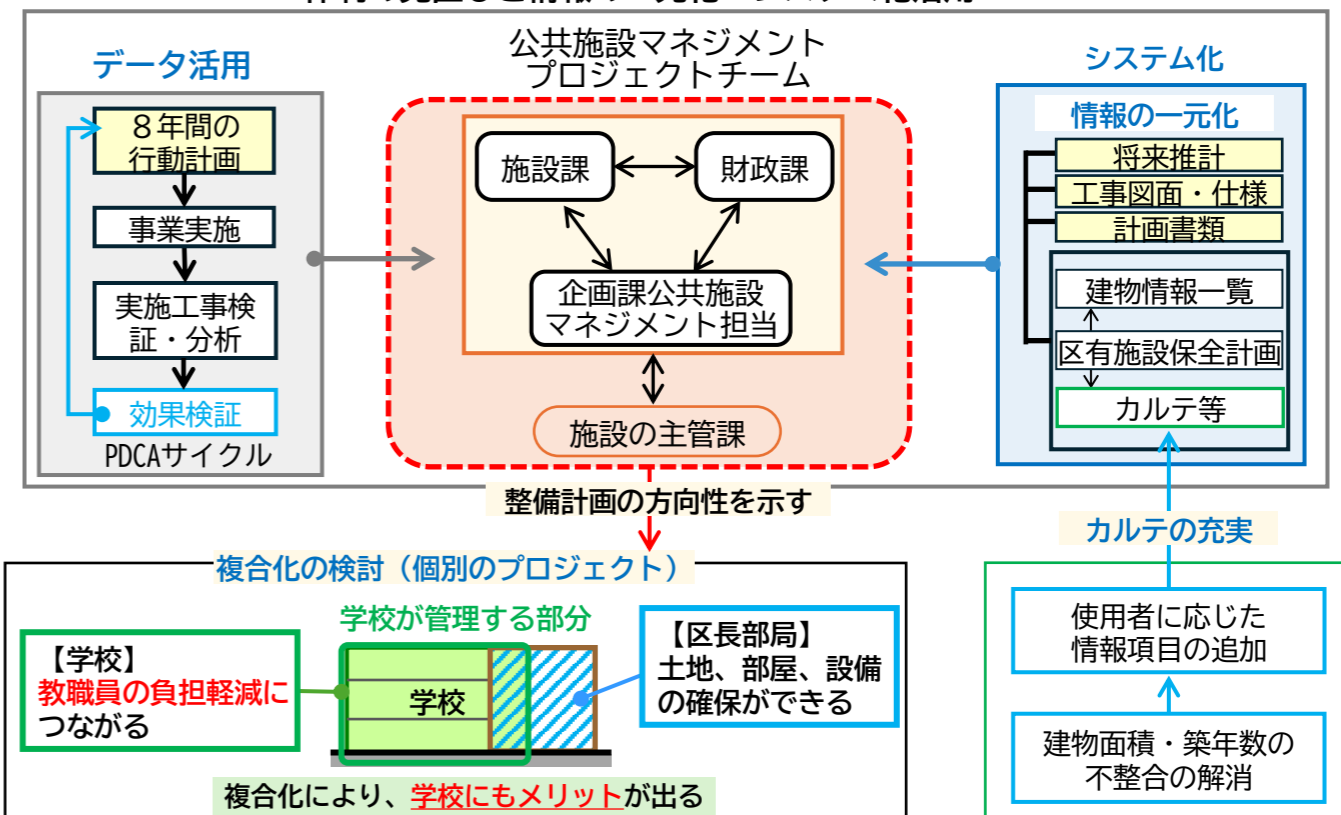 データ活用
８年間の
行動計画
事業実施
実施工事検
証・分析
効果検証
PDCAサイクル
公共施設マネジメント
プロジェクトチーム
施設課
財政課
企画課公共施設
マネジメント担当
施設の主管課
システム化
情報の一元化
将来推計
工事図面・仕様
計画書類
建物情報一覧
区有施設保全計画
カルテ等
整備計画の方向性を示す
カルテの充実
複合化の検討（個別のプロジェクト）
学校が管理する部分
【学校】
教職員の負担軽減に
つながる
学校
【区長部局】
土地、部屋、設備
の確保ができる
複合化により、学校にもメリットが出る
使用者に応じた
情報項目の追加
建物面積・築年数の
不整合の解消